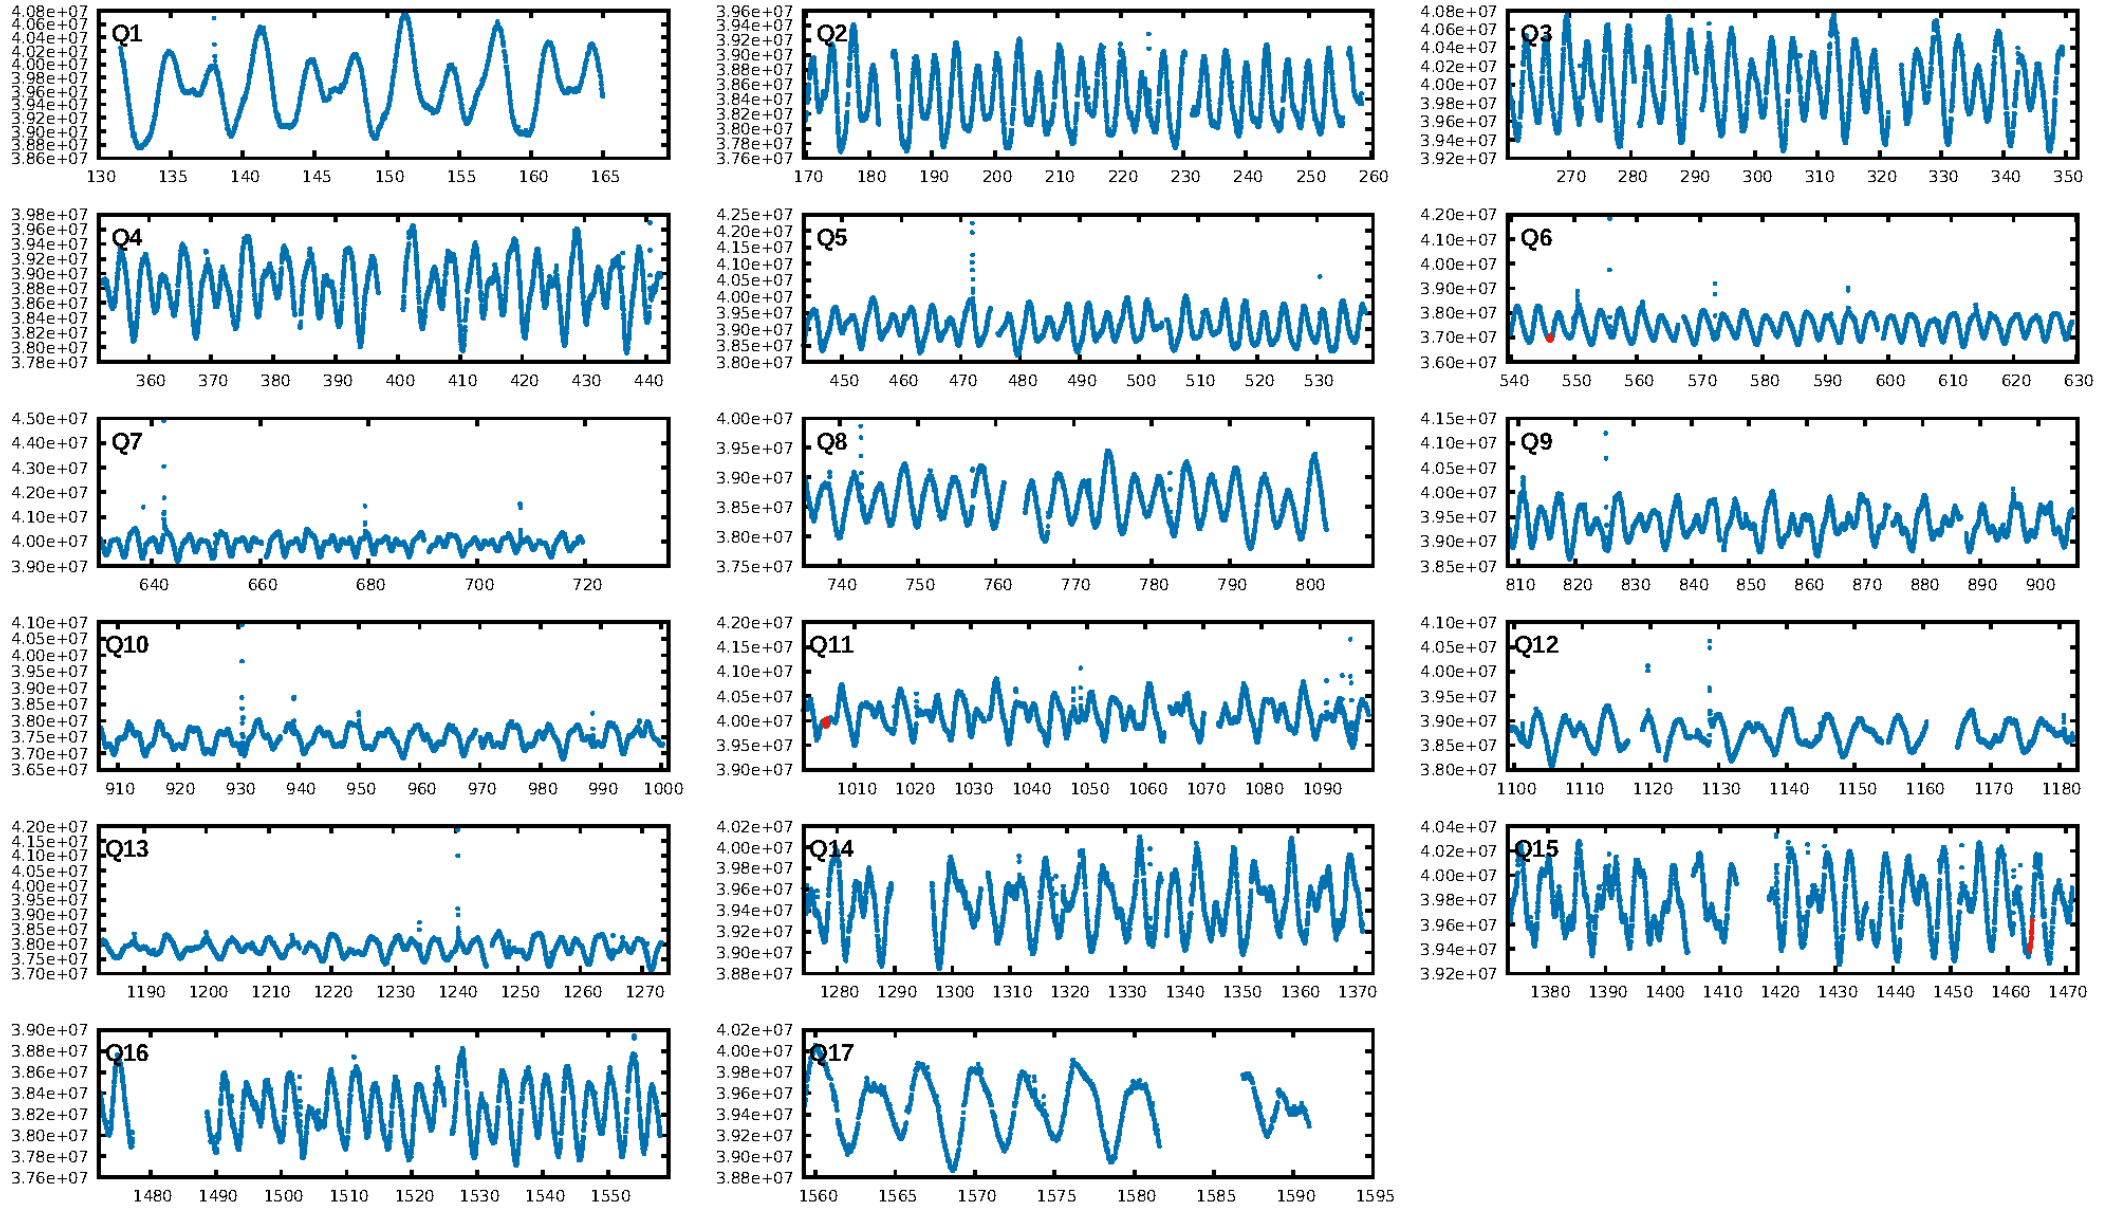 4.08e+07
4.06e+07
4.04e+07
4.02e+07
4.00e+07
3.98e+07
3.96e+07
3.94e+07
3.92e+07
3.90e+07
3.88e+07
3.86e+07
Q1
130 135 140 145 150 155 160 165
3.96e+07
3.94e+07
3.92e+07
3.90e+07
3.88e+07
3.86e+07
3.84e+07
3.82e+07
3.80e+07
3.78e+07
3.76e+07
Q2
170 180 190 200 210 220 230 240 250 260
4.08e+07
4.06e+07
4.04e+07
4.02e+07
4.00e+07
3.98e+07
3.96e+07
3.94e+07
3.92e+07
Q3
270 280 290 300 310 320 330 340 350
3.98e+07
3.96e+07
3.94e+07
3.92e+07
3.90e+07
3.88e+07
3.86e+07
3.84e+07
3.82e+07
3.80e+07
3.78e+07
Q4
360 370 380 390 400 410 420 430 440
4.25e+07
4.20e+07
4.15e+07
4.10e+07
4.05e+07
4.00e+07
3.95e+07
3.90e+07
3.85e+07
3.80e+07
Q5
450 460 470 480 490 500 510 520 530
4.20e+07
4.10e+07
4.00e+07
3.90e+07
3.80e+07
3.70e+07
3.60e+07
Q6
540 550 560 570 580 590 600 610 620 630
4.50e+07
4.40e+07
4.30e+07
4.20e+07
4.10e+07
4.00e+07
3.90e+07
Q7
640 660 680 700 720
4.00e+07
3.95e+07
3.90e+07
3.85e+07
3.80e+07
3.75e+07
Q8
740 750 760 770 780 790 800
4.15e+07
4.10e+07
4.05e+07
4.00e+07
3.95e+07
3.90e+07
3.85e+07
Q9
810 820 830 840 850 860 870 880 890 900
4.10e+07
4.05e+07
4.00e+07
3.95e+07
3.90e+07
3.85e+07
3.80e+07
3.75e+07
3.70e+07
3.65e+07
Q10
910 920 930 940 950 960 970 980 990 1000
4.20e+07
4.15e+07
4.10e+07
4.05e+07
4.00e+07
3.95e+07
3.90e+07
Q11
1010 1020 1030 1040 1050 1060 1070 1080 1090
4.10e+07
4.05e+07
4.00e+07
3.95e+07
3.90e+07
3.85e+07
3.80e+07
Q12
1100 1110 1120 1130 1140 1150 1160 1170 1180
4.20e+07
4.15e+07
4.10e+07
4.05e+07
4.00e+07
3.95e+07
3.90e+07
3.85e+07
3.80e+07
3.75e+07
3.70e+07
Q13
1190 1200 1210 1220 1230 1240 1250 1260 1270
4.02e+07
4.00e+07
3.98e+07
3.96e+07
3.94e+07
3.92e+07
3.90e+07
3.88e+07
Q14
1280 1290 1300 1310 1320 1330 1340 1350 1360 1370
4.04e+07
4.02e+07
4.00e+07
3.98e+07
3.96e+07
3.94e+07
3.92e+07
Q15
1380 1390 1400 1410 1420 1430 1440 1450 1460 1470
3.90e+07
3.88e+07
3.86e+07
3.84e+07
3.82e+07
3.80e+07
3.78e+07
3.76e+07
Q16
1480 1490 1500 1510 1520 1530 1540 1550
4.02e+07
4.00e+07
3.98e+07
3.96e+07
3.94e+07
3.92e+07
3.90e+07
3.88e+07
Q17
1560 1565 1570 1575 1580 1585 1590 1595